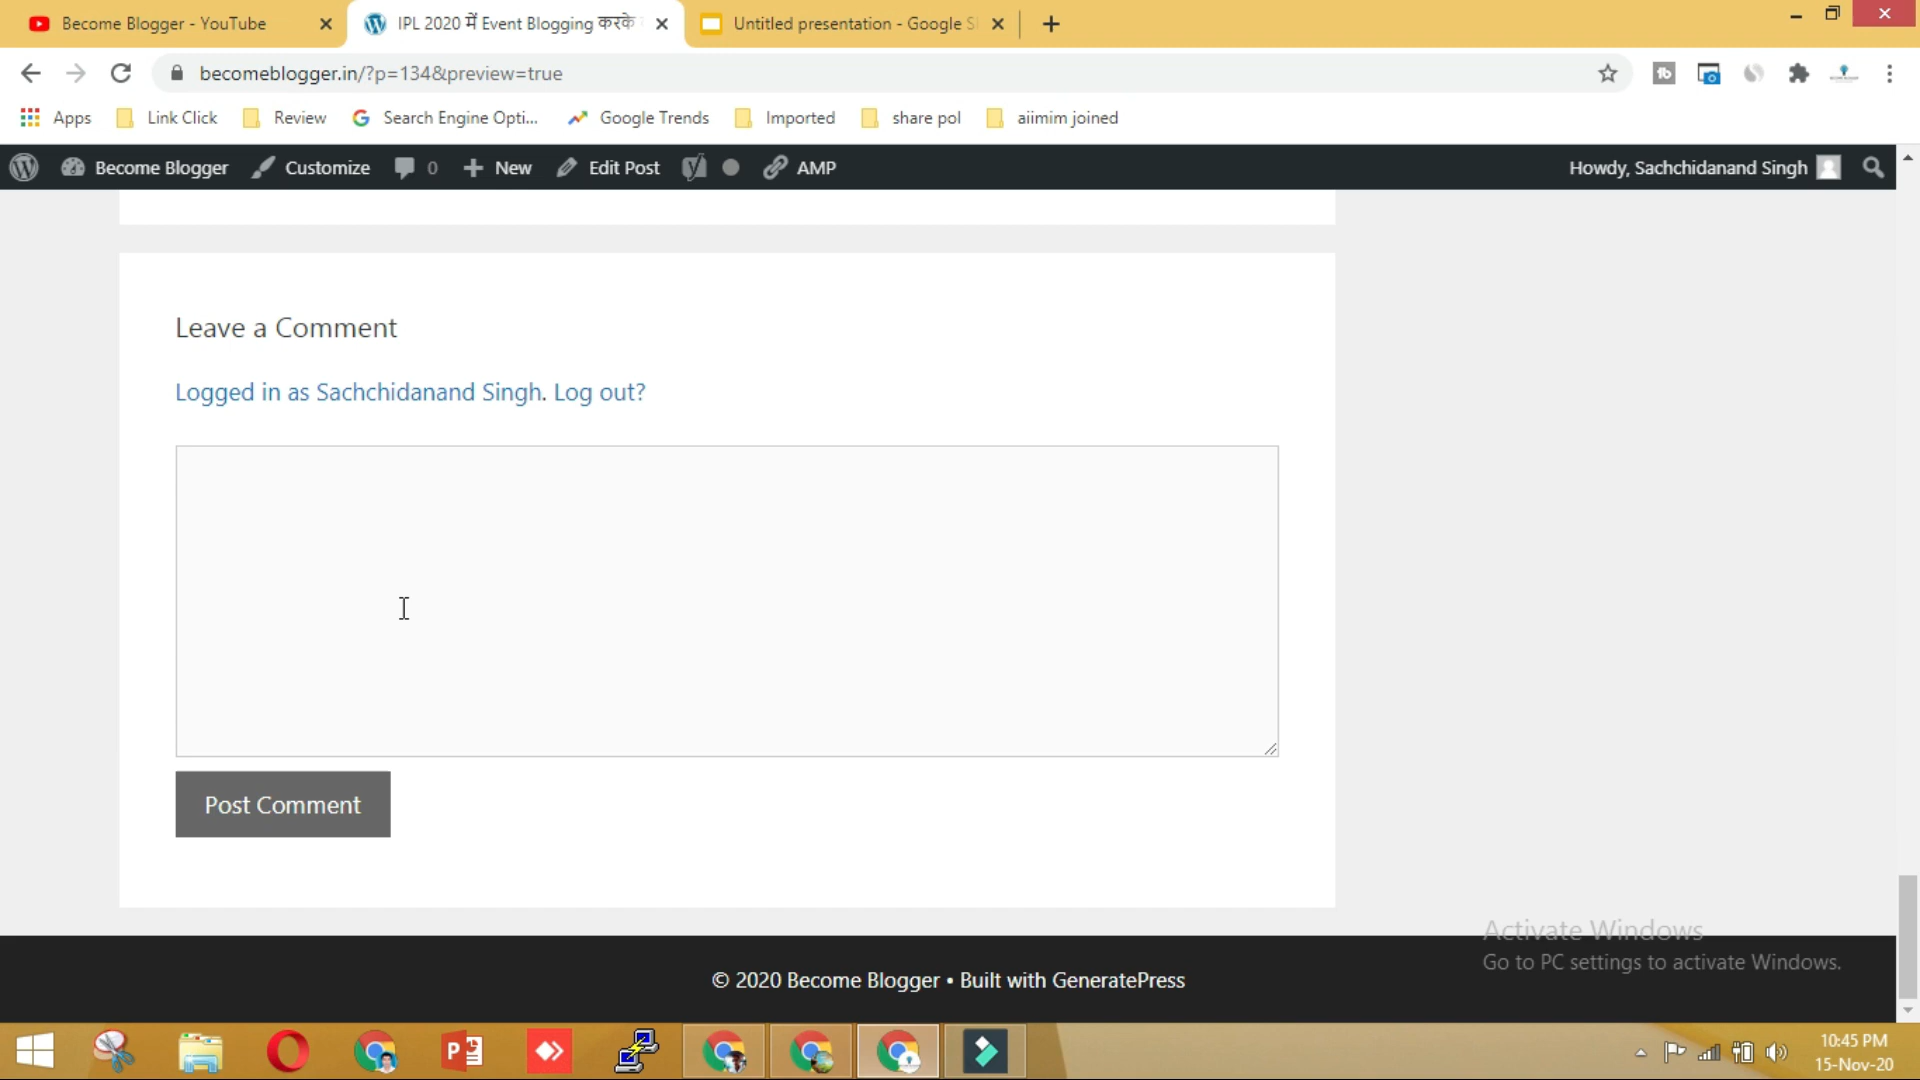 Become Blogger - YouTube
IPL 2020 में Event Blogging करके
Untitled presentation - Google S
becomeblogger.in/?p=134&preview=true
Apps
Link Click
Review
Search Engine Opti...
Google Trends
Imported
share pol
aiimim joined
Become Blogger
Customize
0
New
Edit Post
AMP
Howdy, Sachchidanand Singh
Leave a Comment
Logged in as Sachchidanand Singh. Log out?
Post Comment
Activate Windows
Go to PC settings to activate Windows.
© 2020 Become Blogger • Built with GeneratePress
10:45 PM
15-Nov-20